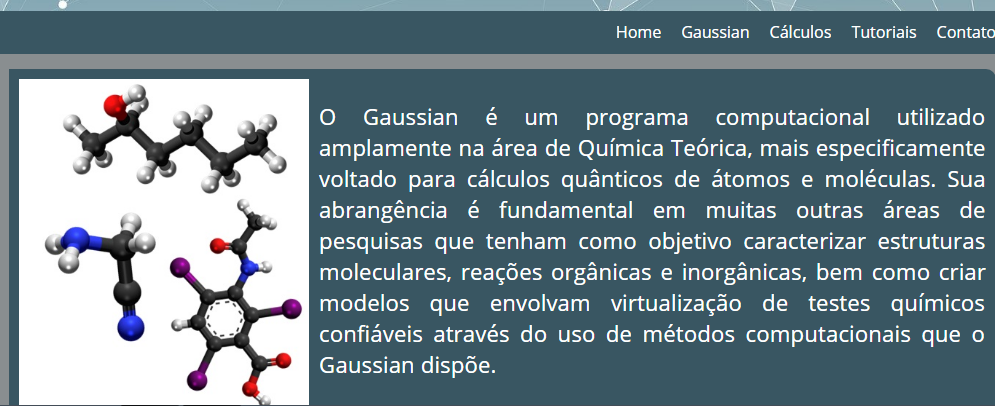 Home Gaussian Cálculos Tutoriais Contato
O Gaussian é um programa computacional utilizado
amplamente na área de Química Teórica, mais especificamente
voltado para cálculos quânticos de átomos e moléculas. Sua
abrangência é fundamental em muitas outras áreas de
pesquisas que tenham como objetivo caracterizar estruturas
moleculares, reações orgânicas e inorgânicas, bem como criar
modelos que envolvam virtualização de testes químicos
confiáveis através do uso de métodos computacionais que o
Gaussian dispõe.